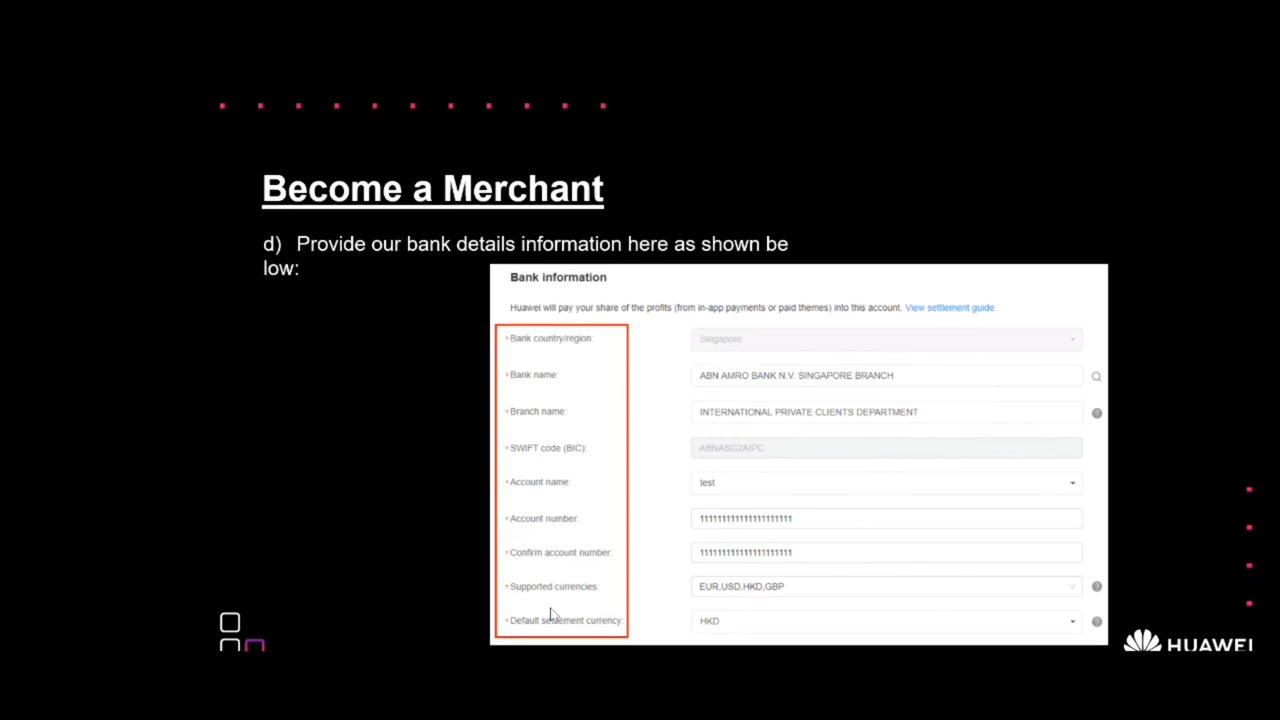 Become a Merchant
d) Provide our bank details information here as shown be
low:
Bank information
Huawei will pay your share of the profits (from in-app payments or paid themes) into this account. View settlement guide
*Bank country/region: Singapore
*Bank name: ABN AMRO BANK N.V. SINGAPORE BRANCH
*Branch name: INTERNATIONAL PRIVATE CLIENTS DEPARTMENT
*SWIFT code (BIC): ABNASG2AIPC
*Account name: test
*Account number:
*Confirm account number:
*Supported currencies: EUR,USD,HKD,GBP
*Default settlement currency: HKD
HUAWEI